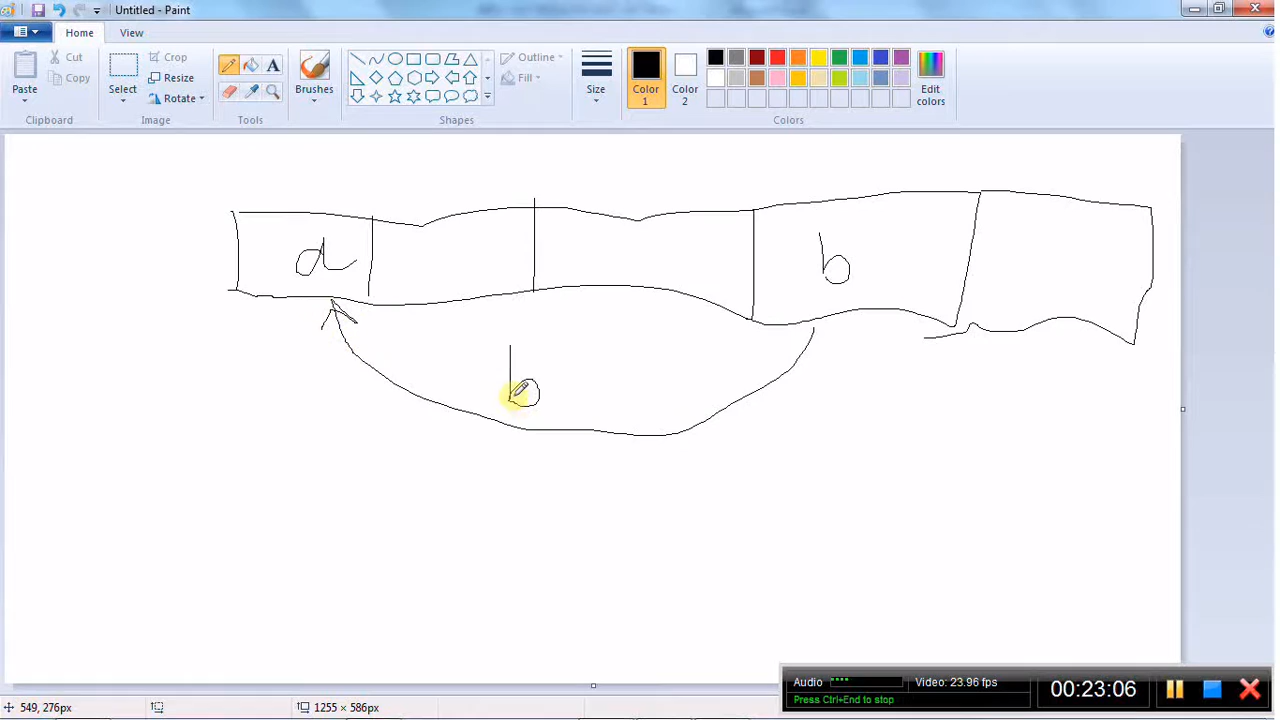 Untitled - Paint
Home View
Paste
Cut
Copy
Clipboard
Select
Crop
Resize
Rotate
Image
A
Tools
Brushes
Outline
Fill
Shapes
Size
Color 1
Color 2
Edit colors
Colors
a b
b
Audio Video: 23.96 fps
Press Ctrl+End to stop
00:23:06
549, 276px 1255 × 586px